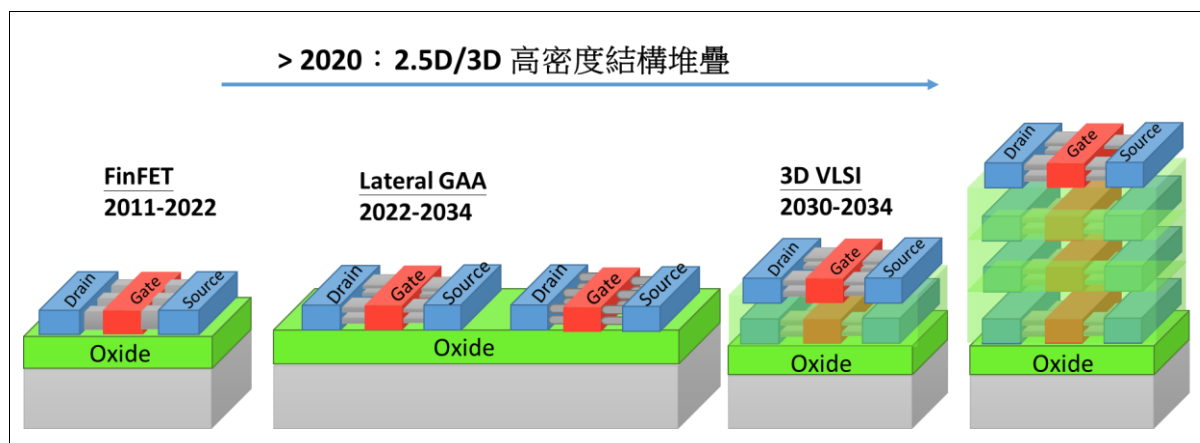 > 2020：2.5D/3D 高密度結構堆疊
FinFET
2011-2022
Drain
Gate
Source
Oxide
Lateral GAA
2022-2034
Drain
Gate
Source
Drain
Gate
Source
Oxide
3D VLSI
2030-2034
Drain
Gate
Source
Oxide
Drain
Gate
Source
Oxide